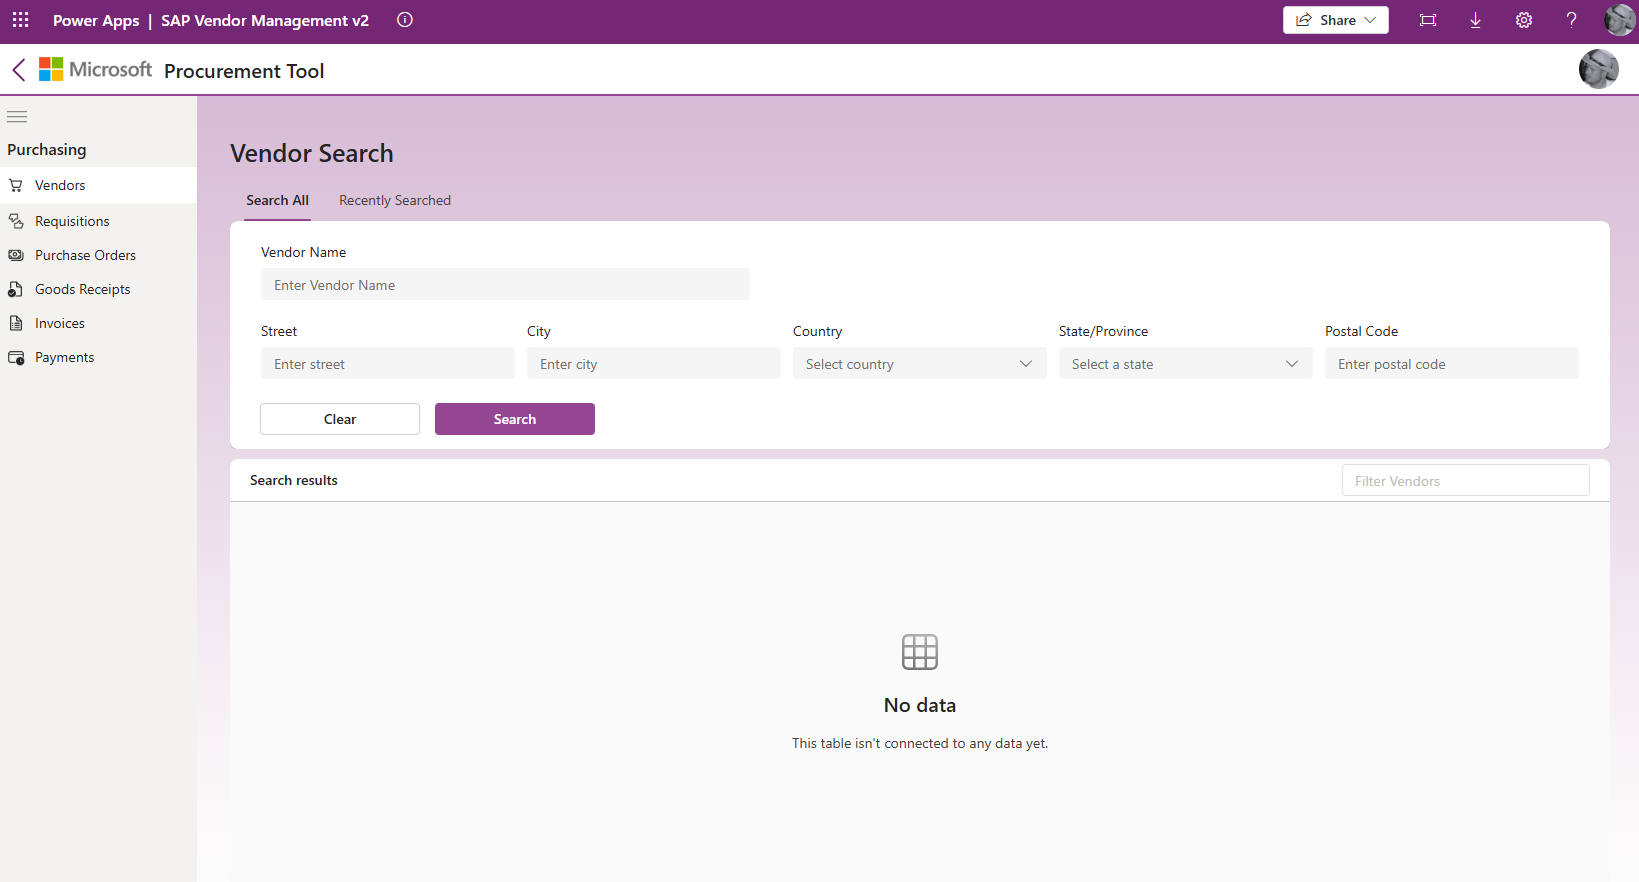 Power Apps | SAP Vendor Management v2
Share
Microsoft Procurement Tool
Purchasing
Vendors
Requisitions
Purchase Orders
Goods Receipts
Invoices
Payments
Vendor Search
Search All Recently Searched
Vendor Name
Enter Vendor Name
Street City Country State/Province Postal Code
Enter street Enter city Select country Select a state Enter postal code
Clear Search
Search results Filter Vendors
No data
This table isn't connected to any data yet.